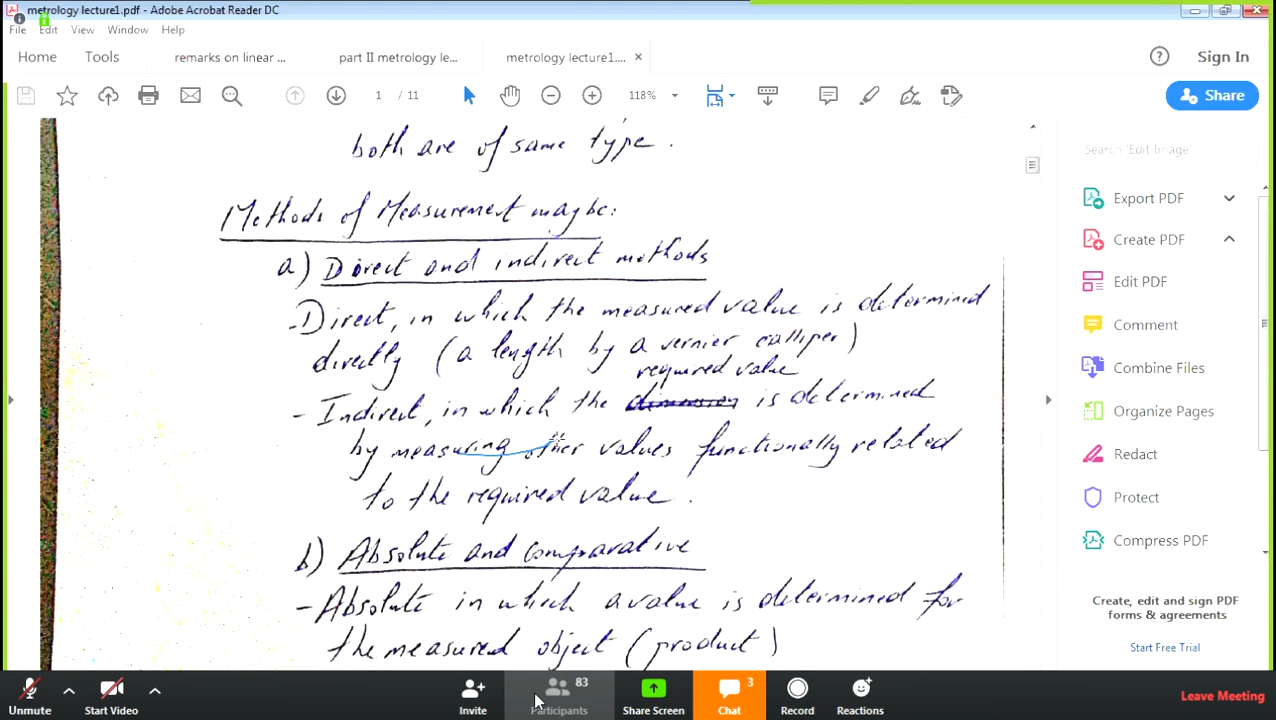 metrology lecture1.pdf - Adobe Acrobat Reader DC
File Edit View Window Help
Home Tools remarks on linear ... part II metrology le... metrology lecture1.... × Sign In
1 / 11 118% Share
both are of same type.
Methods of Measurement maybe:
a) Direct and indirect methods
- Direct, in which the measured value is determined
directly (a length by a vernier calliper)
required value
- Indirect, in which the dimension is determined
by measuring other values functionally related
to the required value.
b) Absolute and comparative
- Absolute in which a value is determined for
the measured object (product)
Search 'Edit Image'
Export PDF
Create PDF
Edit PDF
Comment
Combine Files
Organize Pages
Redact
Protect
Compress PDF
Create, edit and sign PDF
forms & agreements
Start Free Trial
83 3
Unmute Start Video Invite Participants Share Screen Chat Record Reactions Leave Meeting